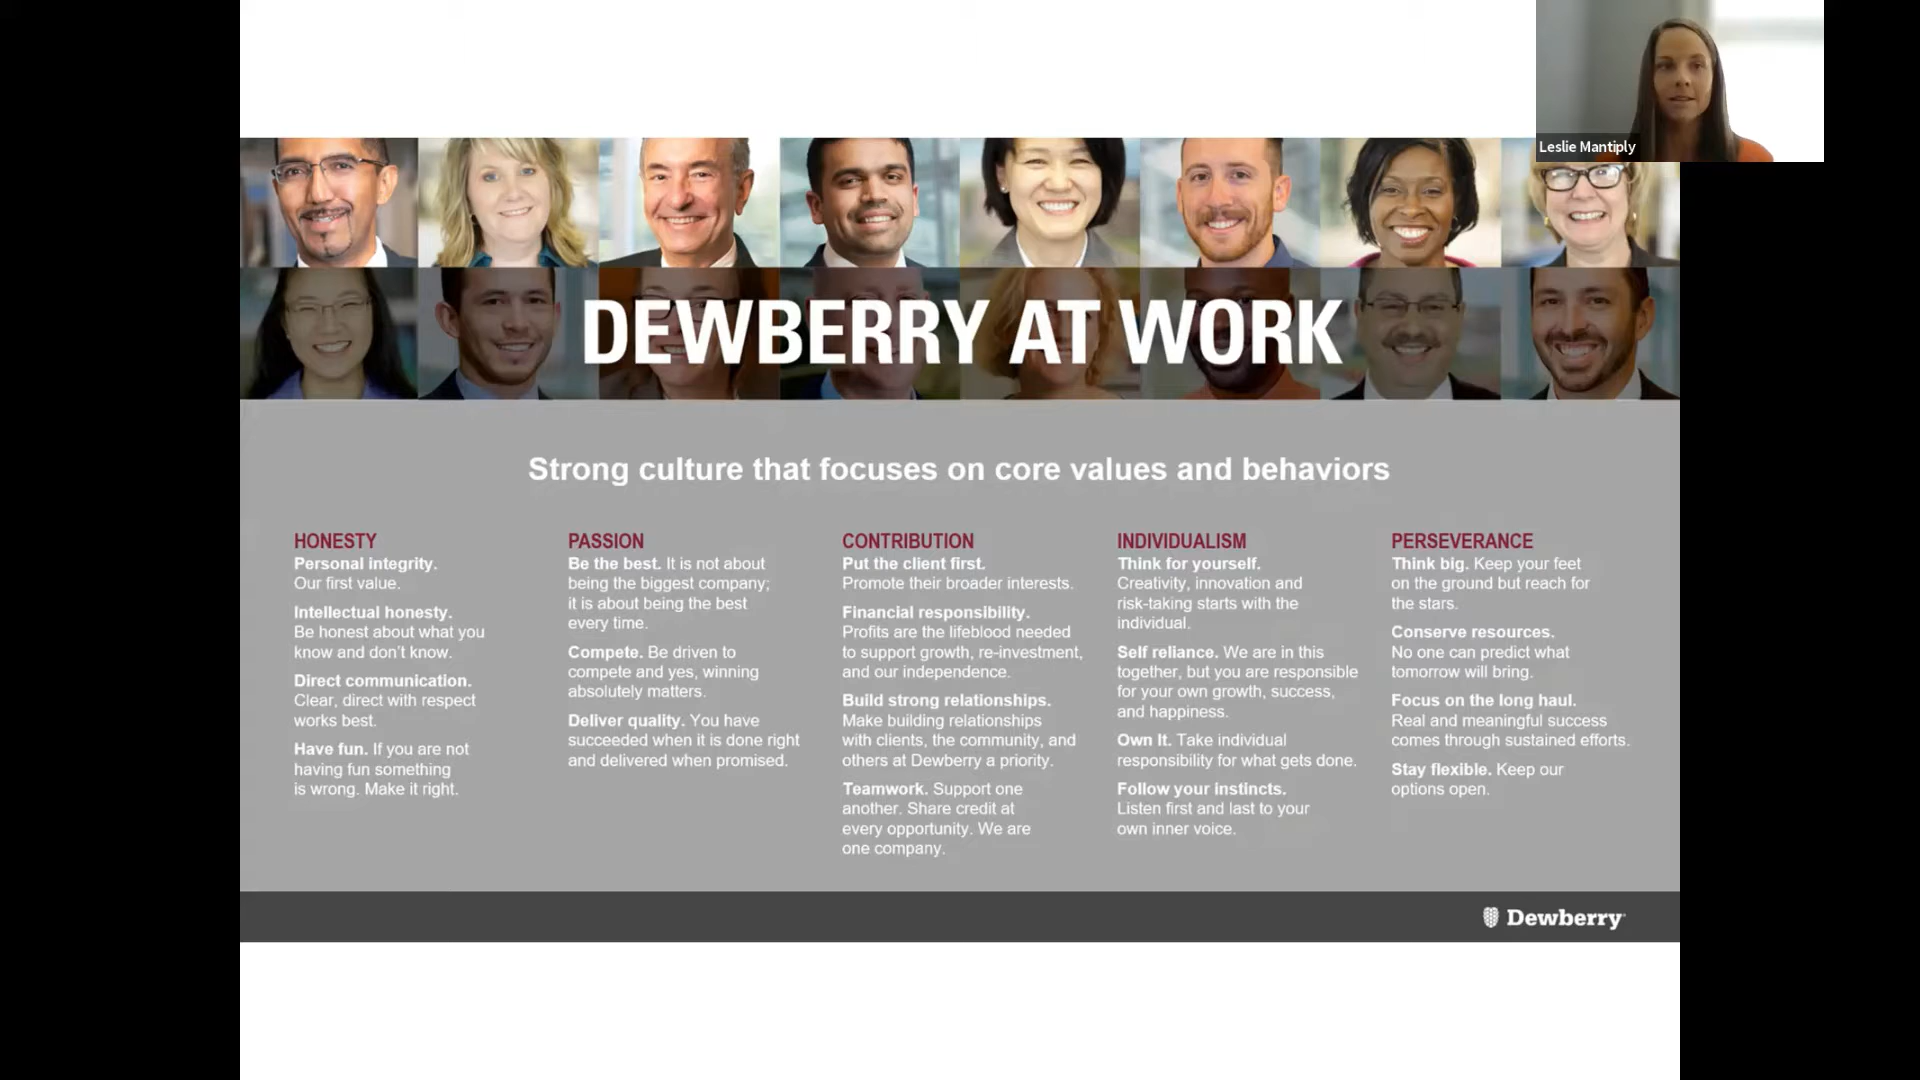 Leslie Mantiply
DEWBERRY AT WORK
Strong culture that focuses on core values and behaviors
HONESTY
Personal integrity.
Our first value.
Intellectual honesty.
Be honest about what you
know and don't know.
Direct communication.
Clear, direct with respect
works best.
Have fun. If you are not
having fun something
is wrong. Make it right.
PASSION
Be the best. It is not about
being the biggest company;
it is about being the best
every time.
Compete. Be driven to
compete and yes, winning
absolutely matters.
Deliver quality. You have
succeeded when it is done right
and delivered when promised.
CONTRIBUTION
Put the client first.
Promote their broader interests.
Financial responsibility.
Profits are the lifeblood needed
to support growth, re-investment,
and our independence.
Build strong relationships.
Make building relationships
with clients, the community, and
others at Dewberry a priority.
Teamwork. Support one
another. Share credit at
every opportunity. We are
one company.
INDIVIDUALISM
Think for yourself.
Creativity, innovation and
risk-taking starts with the
individual.
Self reliance. We are in this
together, but you are responsible
for your own growth, success,
and happiness.
Own It. Take individual
responsibility for what gets done.
Follow your instincts.
Listen first and last to your
own inner voice.
PERSEVERANCE
Think big. Keep your feet
on the ground but reach for
the stars.
Conserve resources.
No one can predict what
tomorrow will bring.
Focus on the long haul.
Real and meaningful success
comes through sustained efforts.
Stay flexible. Keep our
options open.
Dewberry